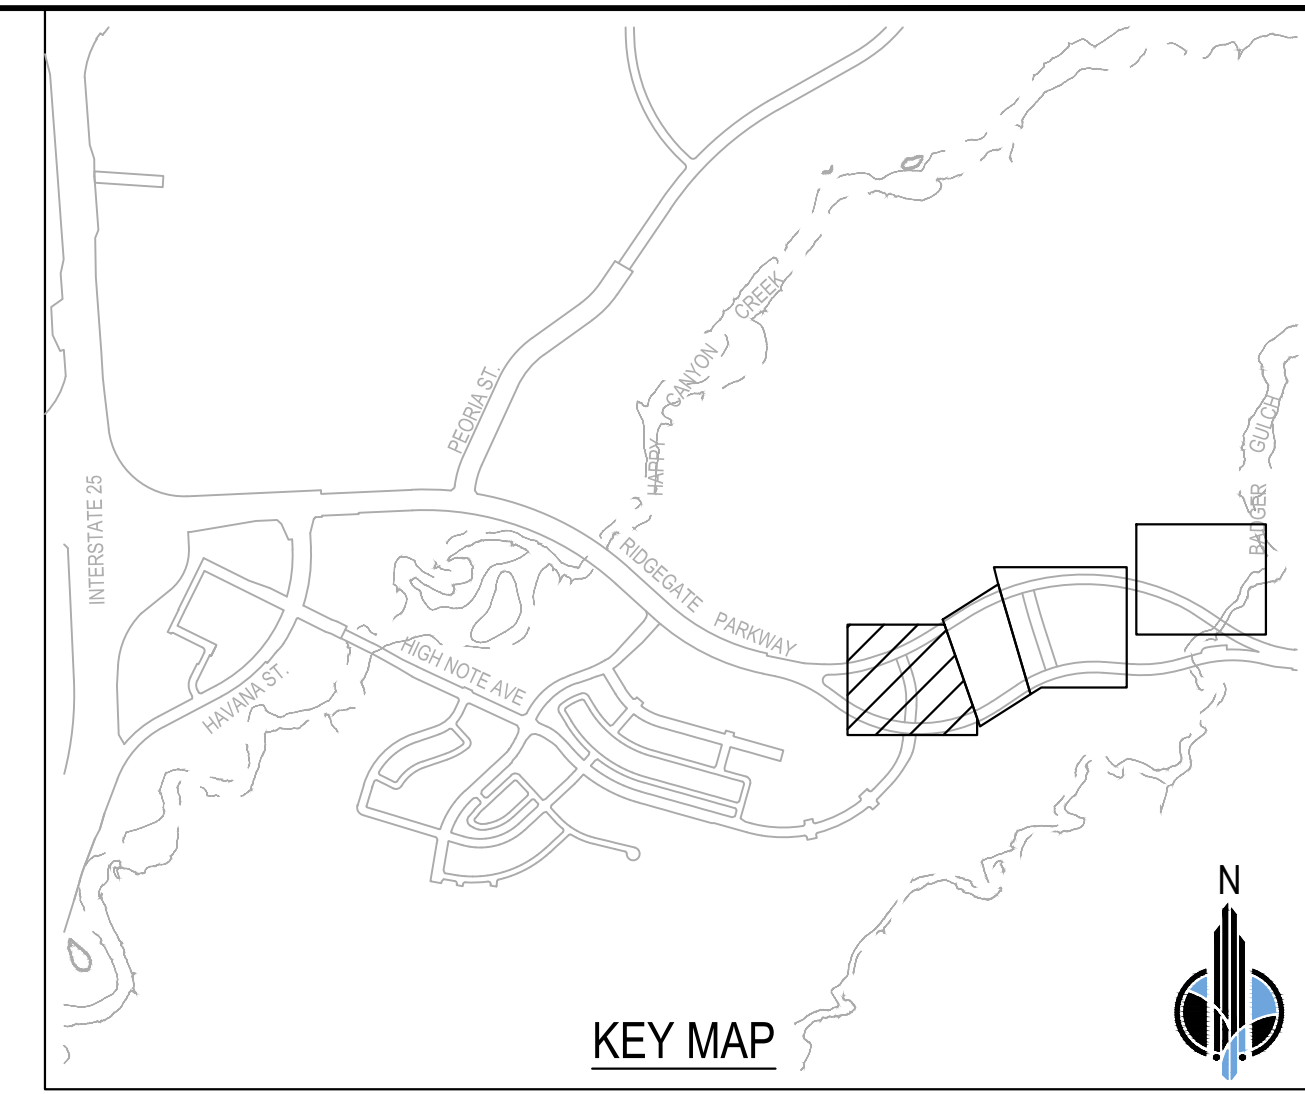 HAPPY CANYON CREEK
PEORIA ST.
BADGER GULCH
INTERSTATE 25
RIDGEGATE PARKWAY
HIGH NOTE AVE
HAVANA ST.
N
KEY MAP